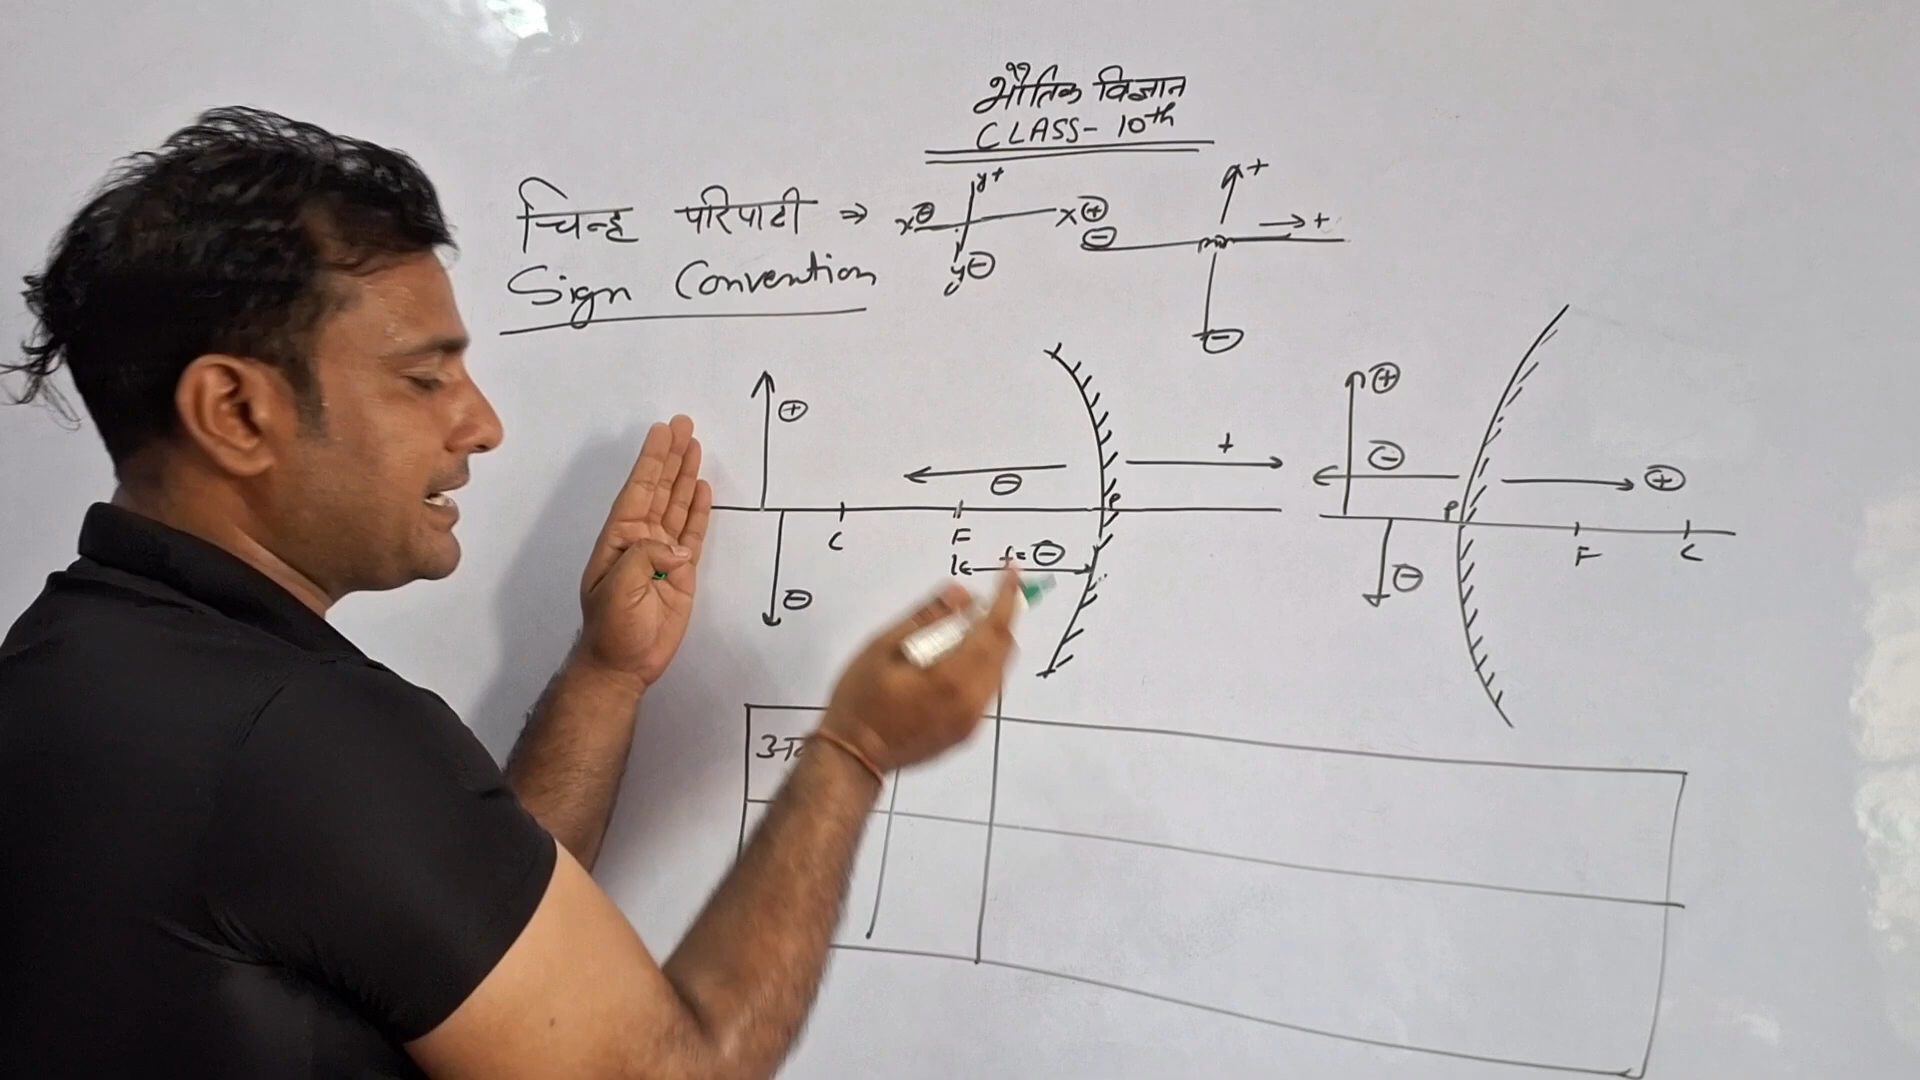 भौतिक विज्ञान
CLASS- 10th
चिन्ह परिपाटी ⇒
Sign Convention
y+
x⊖
x⊕
y⊖
+
⊖
→+
⊖
⊕
⊖
⊖
+
P
C
F
f=⊖
⊕
⊖
⊕
⊖
P
F
C